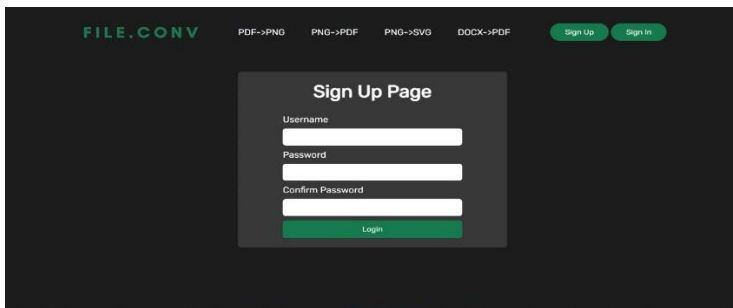 FILE.CONV PDF->PNG PNG->PDF PNG->SVG DOCX->PDF Sign Up Sign In
Sign Up Page
Username
Password
Confirm Password
Login